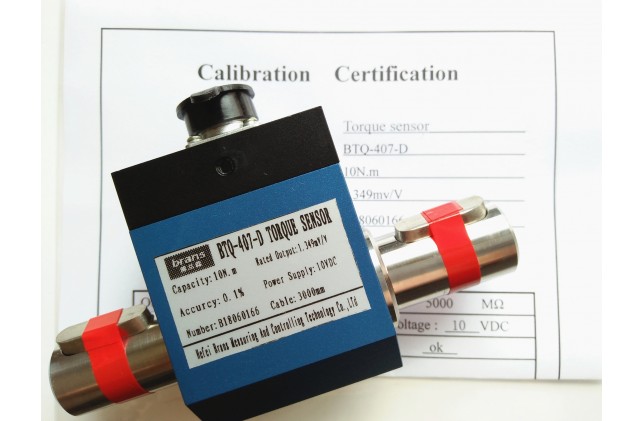 Calibration Certification
Torque sensor
BTQ-407-D
10N.m
349mv/V
18060166
5000 MΩ
oltage : 10 VDC
ok
brans
BTQ-407-D TORQUE SENSOR
Capacity:10N.m Rated Output:1.349mV/V
Accurcy: 0.1% Power Supply:10VDC
Number:B18060166 Cable:3000mm
Hefei Brans Measuring And Controlling Technology Co.,LTD